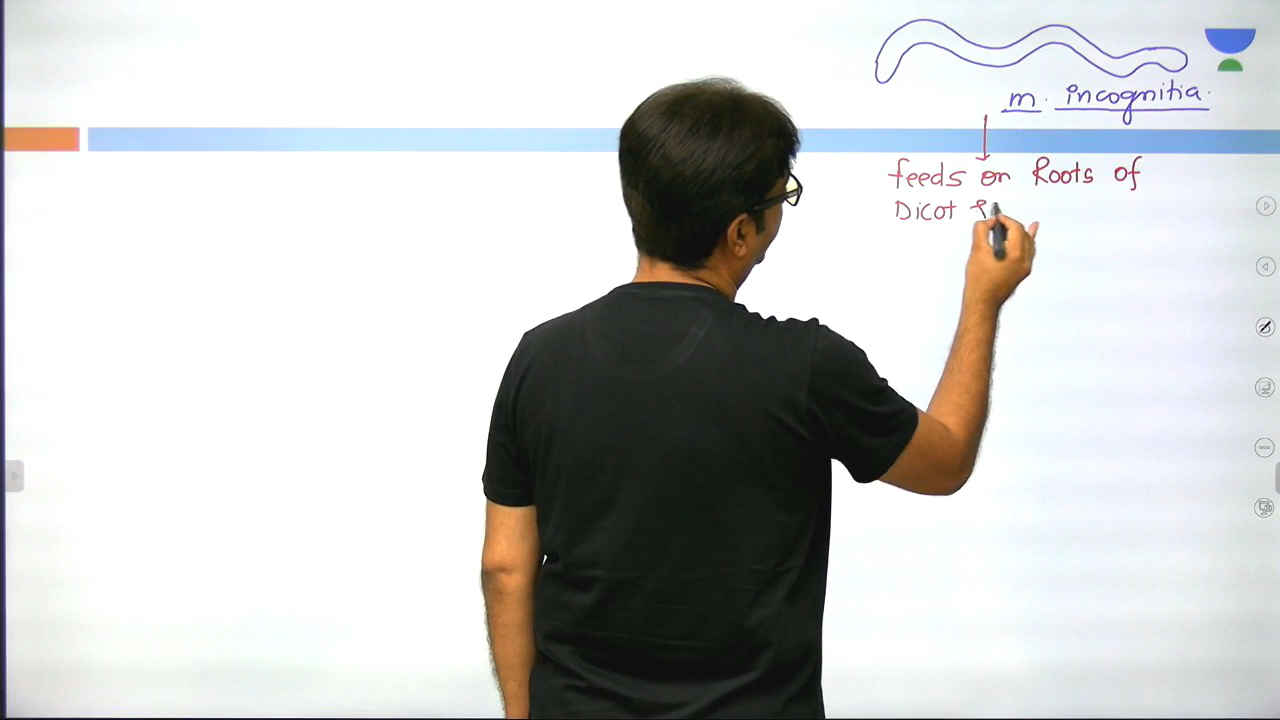 m. incognitia.
feeds on Roots of
Dicot